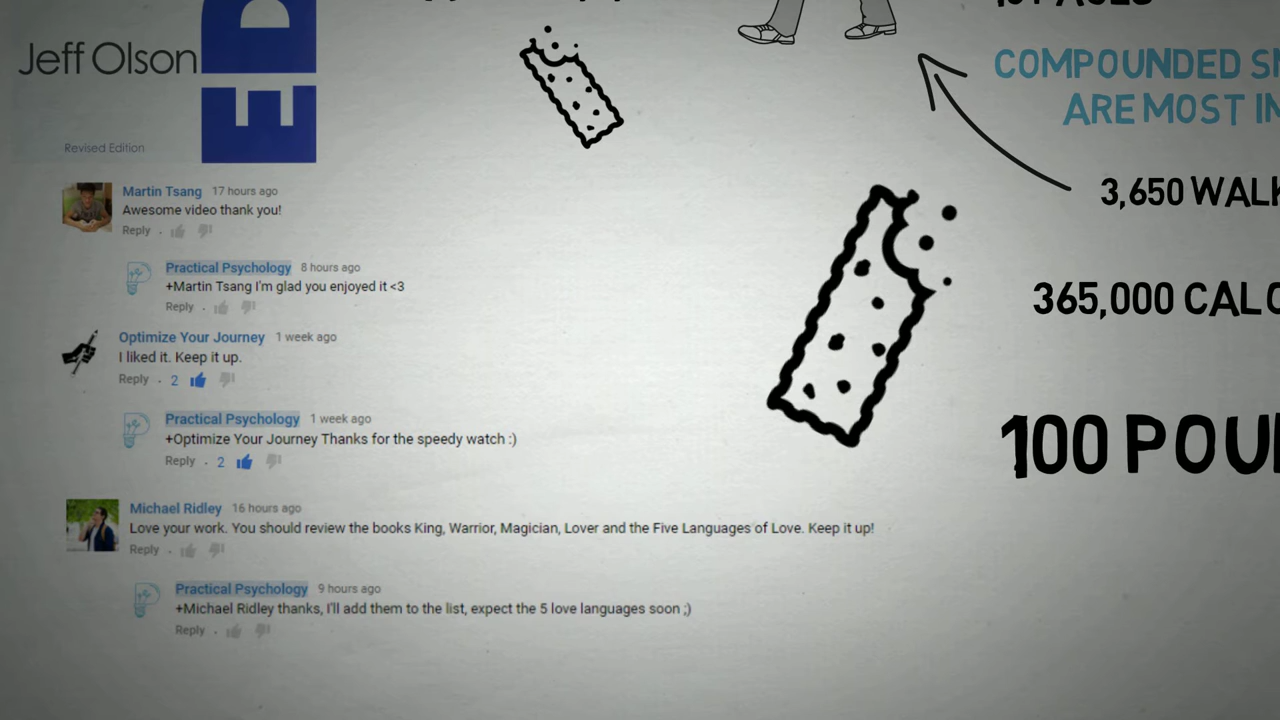 Jeff Olson
ED
Revised Edition
Martin Tsang 17 hours ago
Awesome video thank you!
Reply .
Practical Psychology 8 hours ago
+Martin Tsang I'm glad you enjoyed it <3
Reply .
Optimize Your Journey 1 week ago
I liked it. Keep it up.
Reply . 2
Practical Psychology 1 week ago
+Optimize Your Journey Thanks for the speedy watch :)
Reply . 2
Michael Ridley 16 hours ago
Love your work. You should review the books King, Warrior, Magician, Lover and the Five Languages of Love. Keep it up!
Reply .
Practical Psychology 9 hours ago
+Michael Ridley thanks, I'll add them to the list, expect the 5 love languages soon ;)
Reply .
COMPOUNDED
ARE MOST
3,650 WALK
365,000 CALO
100 POU